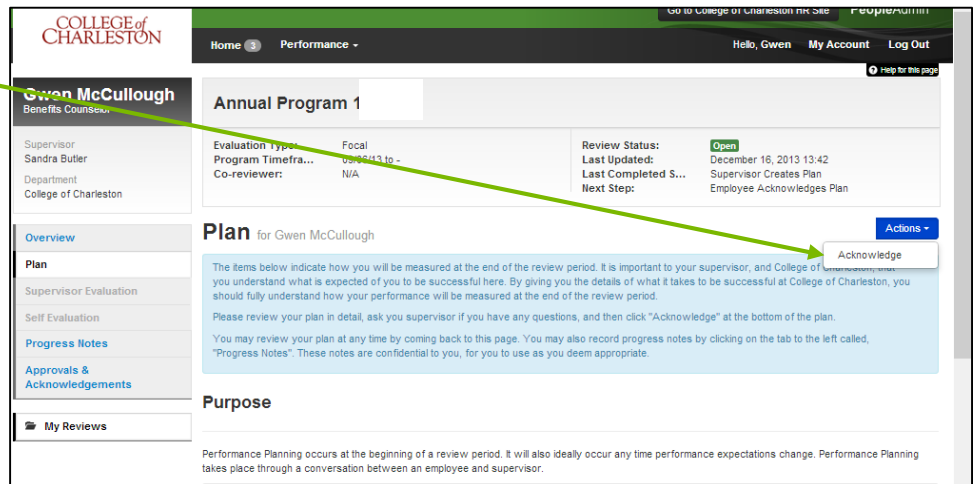 COLLEGE of
CHARLESTON
Go to College of Charleston HR Site PeopleAdmin
Home 3 Performance
Hello, Gwen My Account Log Out
Help for this page
Gwen McCullough
Benefits Counselor
Supervisor
Sandra Butler
Department
College of Charleston
Overview
Plan
Supervisor Evaluation
Self Evaluation
Progress Notes
Approvals &
Acknowledgements
My Reviews
Annual Program 1
Evaluation Type: Focal
Program Timefra... to -
Co-reviewer: N/A
Review Status: Open
Last Updated: December 16, 2013 13:42
Last Completed S... Supervisor Creates Plan
Next Step: Employee Acknowledges Plan
Plan for Gwen McCullough
Actions
Acknowledge
The items below indicate how you will be measured at the end of the review period. It is important to your supervisor, and College of Charleston, that
you understand what is expected of you to be successful here. By giving you the details of what it takes to be successful at College of Charleston, you
should fully understand how your performance will be measured at the end of the review period.
Please review your plan in detail, ask you supervisor if you have any questions, and then click "Acknowledge" at the bottom of the plan.
You may review your plan at any time by coming back to this page. You may also record progress notes by clicking on the tab to the left called,
"Progress Notes". These notes are confidential to you, for you to use as you deem appropriate.
Purpose
Performance Planning occurs at the beginning of a review period. It will also ideally occur any time performance expectations change. Performance Planning
takes place through a conversation between an employee and supervisor.